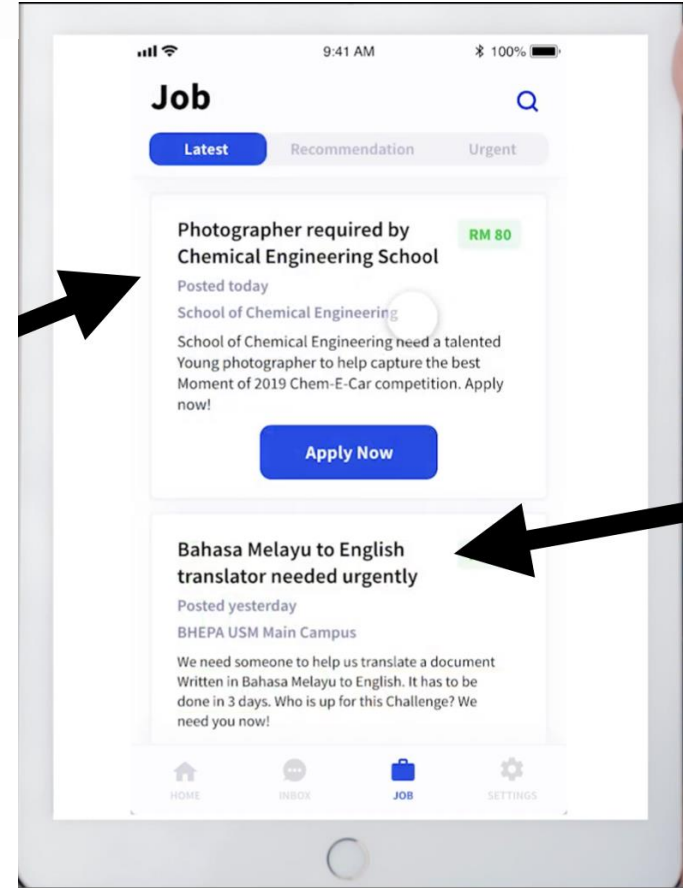 9:41 AM 100%
Job
Latest Recommendation Urgent
Photographer required by RM 80
Chemical Engineering School
Posted today
School of Chemical Engineering
School of Chemical Engineering need a talented
Young photographer to help capture the best
Moment of 2019 Chem-E-Car competition. Apply
now!
Apply Now
Bahasa Melayu to English
translator needed urgently
Posted yesterday
BHEPA USM Main Campus
We need someone to help us translate a document
Written in Bahasa Melayu to English. It has to be
done in 3 days. Who is up for this Challenge? We
need you now!
HOME INBOX JOB SETTINGS